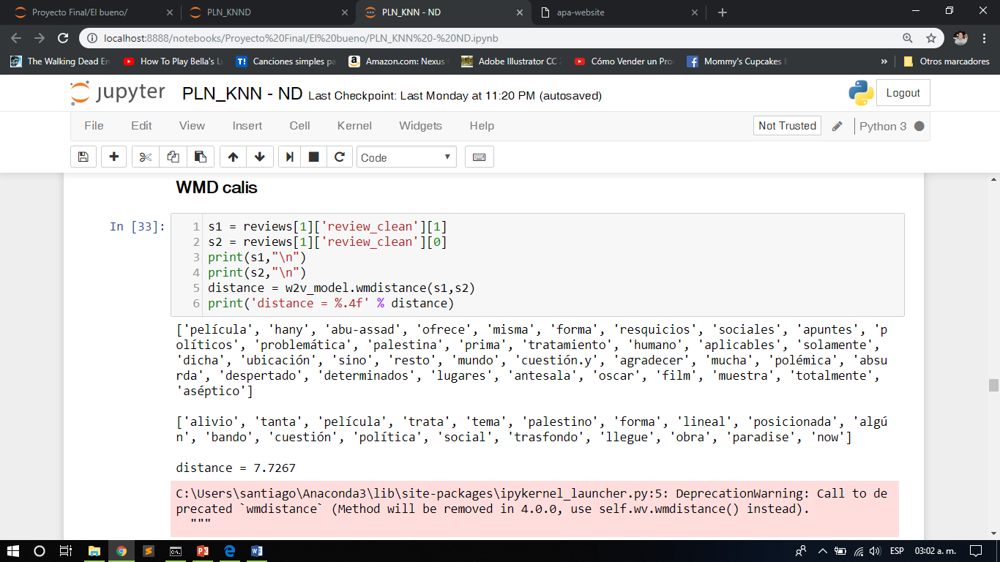 Proyecto Final/El bueno/
PLN_KNND
PLN_KNN - ND
apa-website
localhost:8888/notebooks/Proyecto%20Final/El%20bueno/PLN_KNN%20-%20ND.ipynb
The Walking Dead En
How To Play Bella's Lu
T!
Canciones simples pa
Amazon.com: Nexus
Adobe Illustrator CC 2
Cómo Vender un Pro
Mommy's Cupcakes E
»
Otros marcadores
jupyter
PLN_KNN - ND Last Checkpoint: Last Monday at 11:20 PM (autosaved)
Logout
File
Edit
View
Insert
Cell
Kernel
Widgets
Help
Not Trusted
Python 3
Code
WMD calis
In [33]:
1 s1 = reviews[1]['review_clean'][1]
2 s2 = reviews[1]['review_clean'][0]
3 print(s1,"\n")
4 print(s2,"\n")
5 distance = w2v_model.wmdistance(s1,s2)
6 print('distance = %.4f' % distance)
['película', 'hany', 'abu-assad', 'ofrece', 'misma', 'forma', 'resquicios', 'sociales', 'apuntes', 'p
olíticos', 'problemática', 'palestina', 'prima', 'tratamiento', 'humano', 'aplicables', 'solamente',
'dicha', 'ubicación', 'sino', 'resto', 'mundo', 'cuestión.y', 'agradecer', 'mucha', 'polémica', 'absu
rda', 'despertado', 'determinados', 'lugares', 'antesala', 'oscar', 'film', 'muestra', 'totalmente',
'aséptico']
['alivio', 'tanta', 'película', 'trata', 'tema', 'palestino', 'forma', 'lineal', 'posicionada', 'algú
n', 'bando', 'cuestión', 'política', 'social', 'trasfondo', 'llegue', 'obra', 'paradise', 'now']
distance = 7.7267
C:\Users\santiago\Anaconda3\lib\site-packages\ipykernel_launcher.py:5: DeprecationWarning: Call to de
precated `wmdistance` (Method will be removed in 4.0.0, use self.wv.wmdistance() instead).
"""
ESP
03:02 a. m.